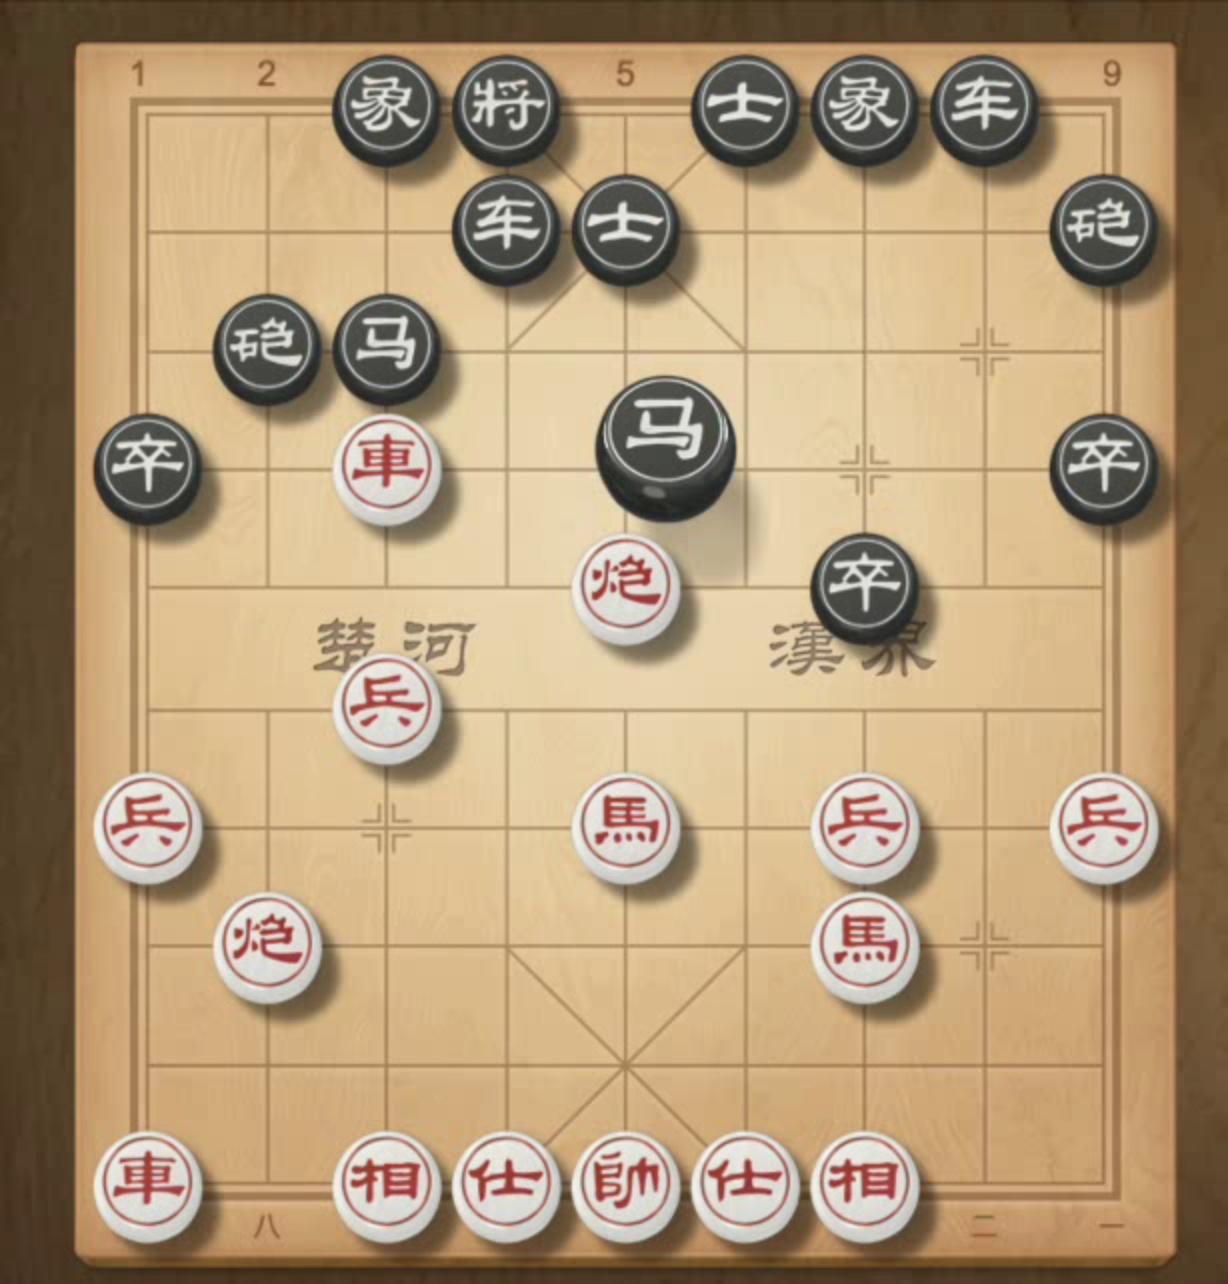 1 2 5 9
象 将 士 象 车
车 士 砲
砲 马
马
卒 車 卒
炮 卒
楚 河 漢 界
兵
兵 馬 兵 兵
炮 馬
車 相 仕 帥 仕 相
八 二 一